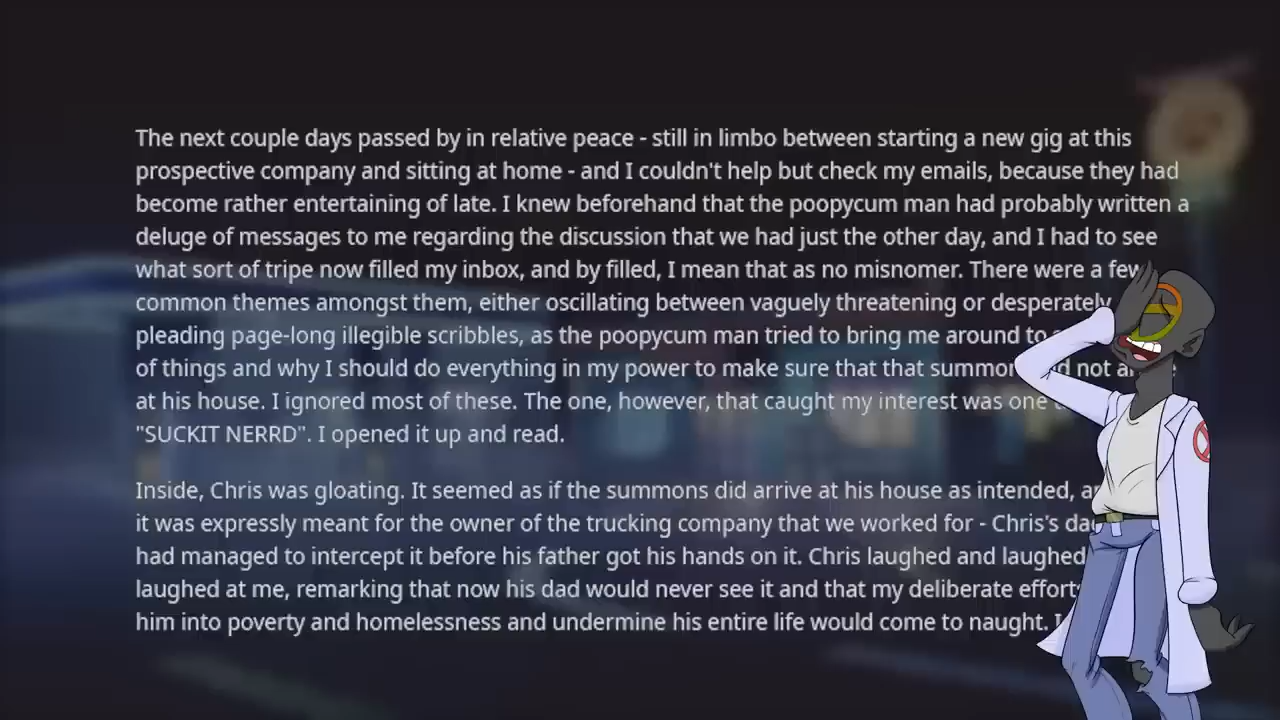 The next couple days passed by in relative peace - still in limbo between starting a new gig at this
prospective company and sitting at home - and I couldn't help but check my emails, because they had
become rather entertaining of late. I knew beforehand that the poopycum man had probably written a
deluge of messages to me regarding the discussion that we had just the other day, and I had to see
what sort of tripe now filled my inbox, and by filled, I mean that as no misnomer. There were a few
common themes amongst them, either oscillating between vaguely threatening or desperately
pleading page-long illegible scribbles, as the poopycum man tried to bring me around to
of things and why I should do everything in my power to make sure that that summons did not
at his house. I ignored most of these. The one, however, that caught my interest was one
"SUCKIT NERRD". I opened it up and read.
Inside, Chris was gloating. It seemed as if the summons did arrive at his house as intended,
it was expressly meant for the owner of the trucking company that we worked for - Chris's
had managed to intercept it before his father got his hands on it. Chris laughed and laughed
laughed at me, remarking that now his dad would never see it and that my deliberate
him into poverty and homelessness and undermine his entire life would come to naught. I